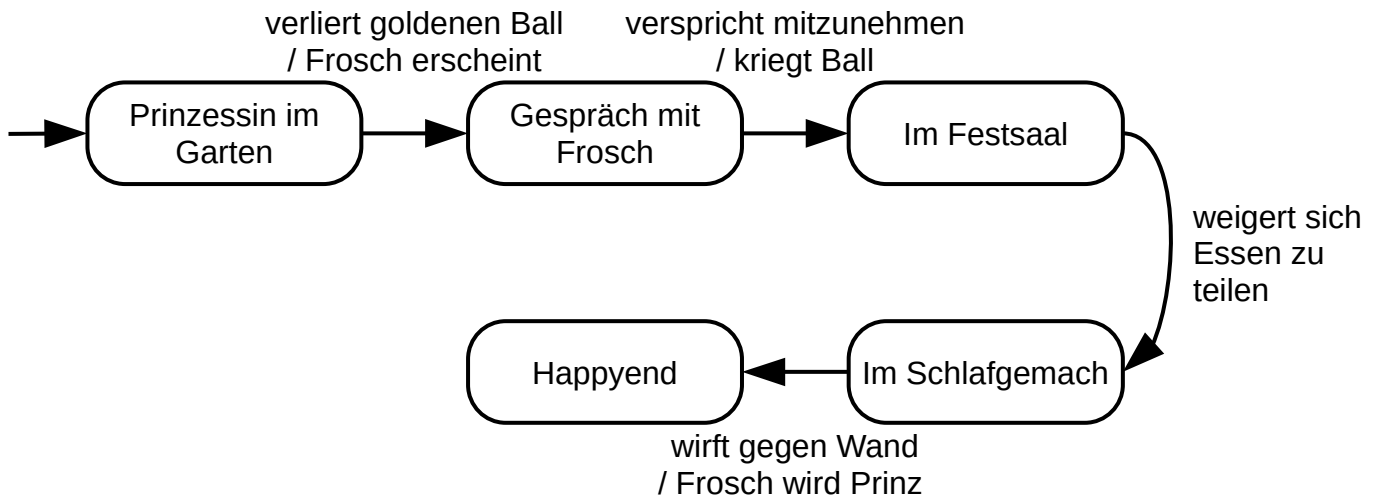 verliert goldenen Ball
/ Frosch erscheint
verspricht mitzunehmen
/ kriegt Ball
Prinzessin im
Garten
Gespräch mit
Frosch
Im Festsaal
weigert sich
Essen zu
teilen
Happyend
Im Schlafgemach
wirft gegen Wand
/ Frosch wird Prinz